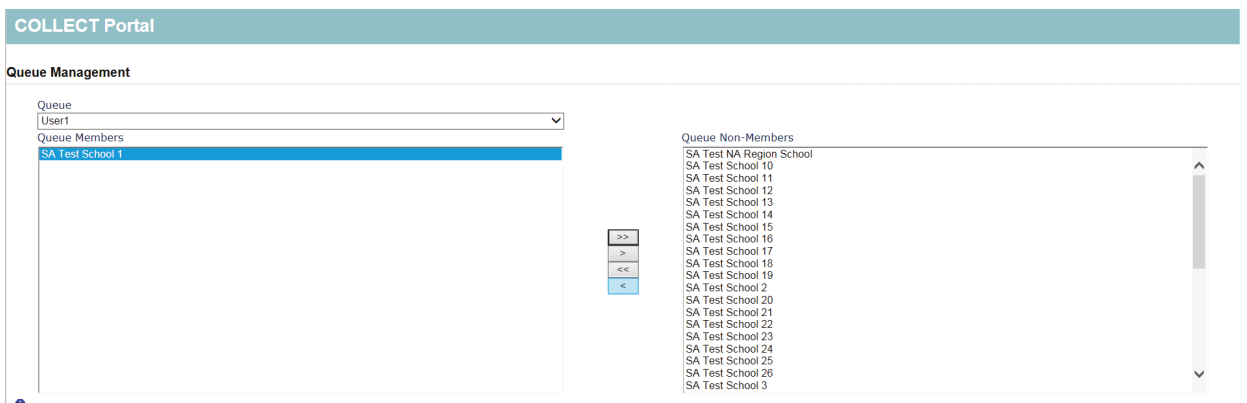 COLLECT Portal
Queue Management
Queue
User1
Queue Members
SA Test School 1
>>
>
<<
<
Queue Non-Members
SA Test NA Region School
SA Test School 10
SA Test School 11
SA Test School 12
SA Test School 13
SA Test School 14
SA Test School 15
SA Test School 16
SA Test School 17
SA Test School 18
SA Test School 19
SA Test School 2
SA Test School 20
SA Test School 21
SA Test School 22
SA Test School 23
SA Test School 24
SA Test School 25
SA Test School 26
SA Test School 3